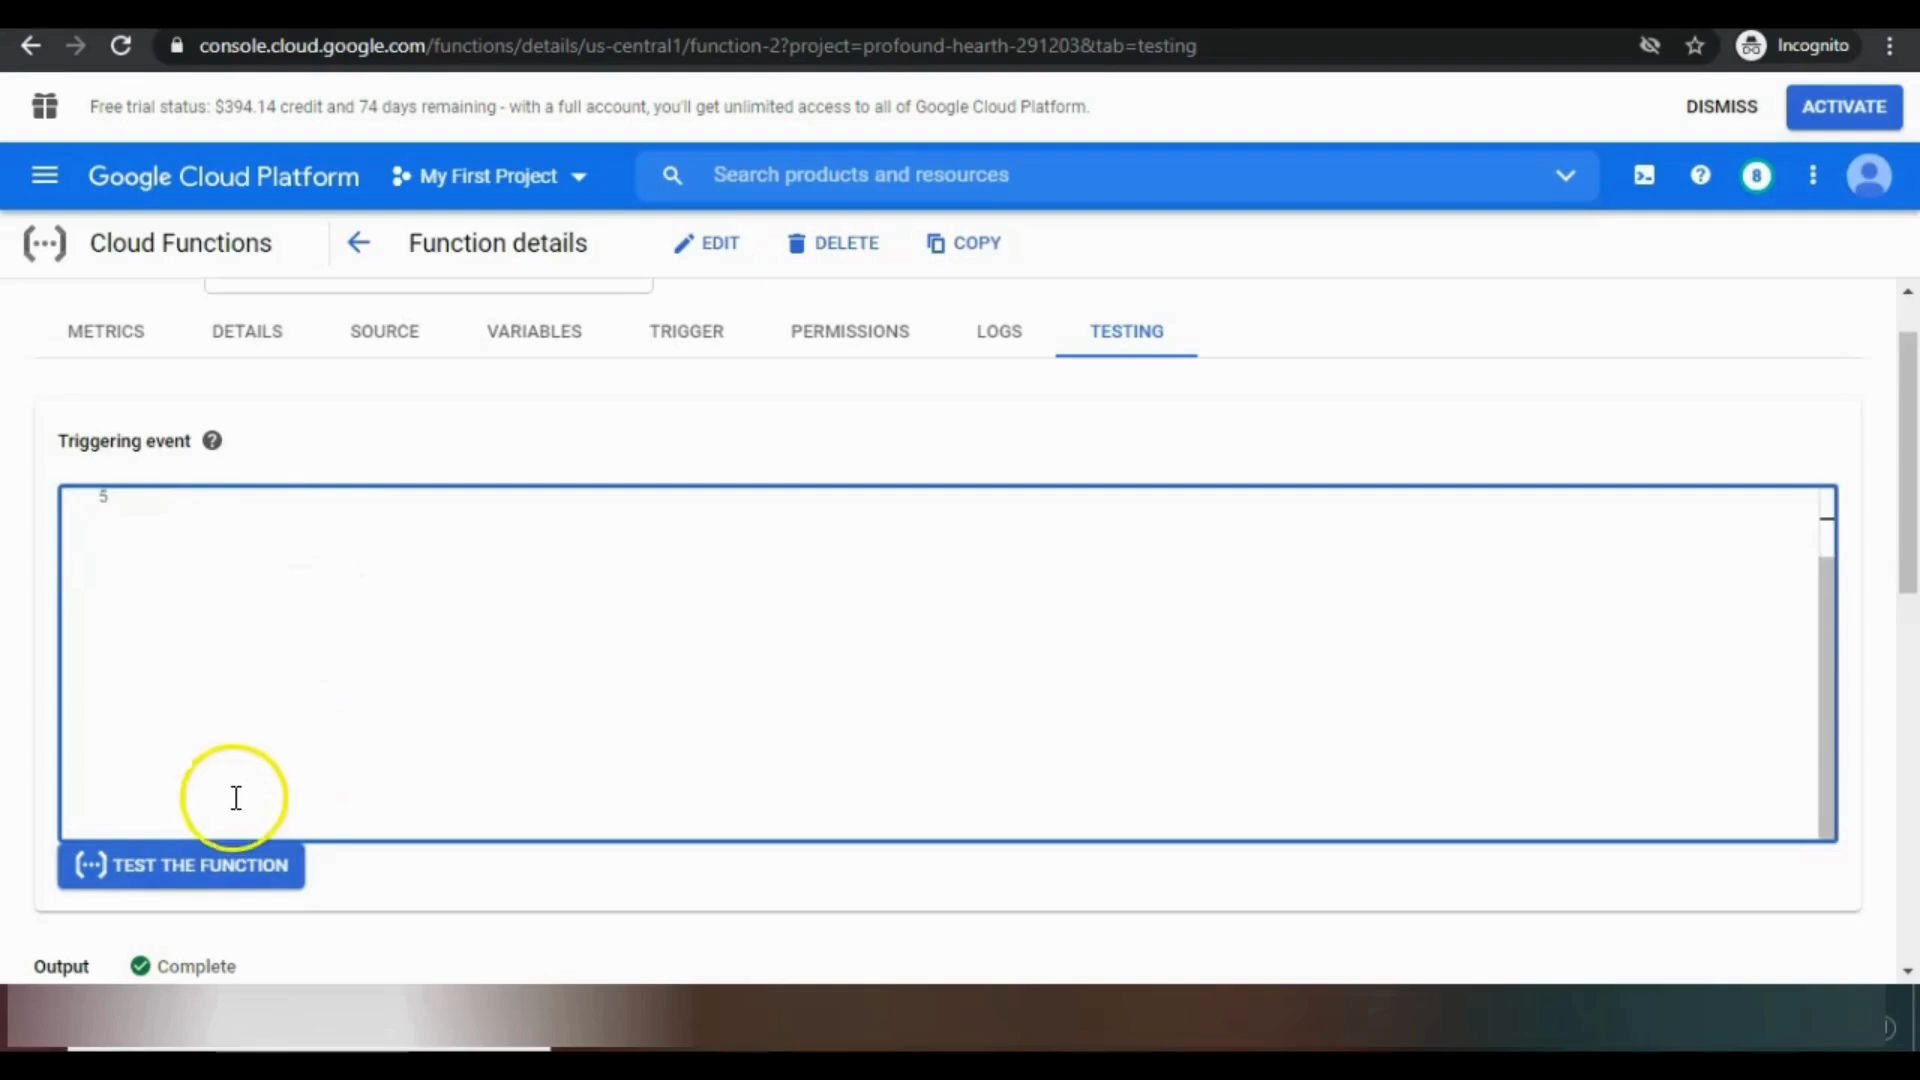 console.cloud.google.com/functions/details/us-central1/function-2?project=profound-hearth-291203&tab=testing
Incognito
Free trial status: $394.14 credit and 74 days remaining - with a full account, you'll get unlimited access to all of Google Cloud Platform.
DISMISS
ACTIVATE
Google Cloud Platform
My First Project
Search products and resources
8
Cloud Functions
Function details
EDIT
DELETE
COPY
METRICS
DETAILS
SOURCE
VARIABLES
TRIGGER
PERMISSIONS
LOGS
TESTING
Triggering event
5
TEST THE FUNCTION
Output
Complete